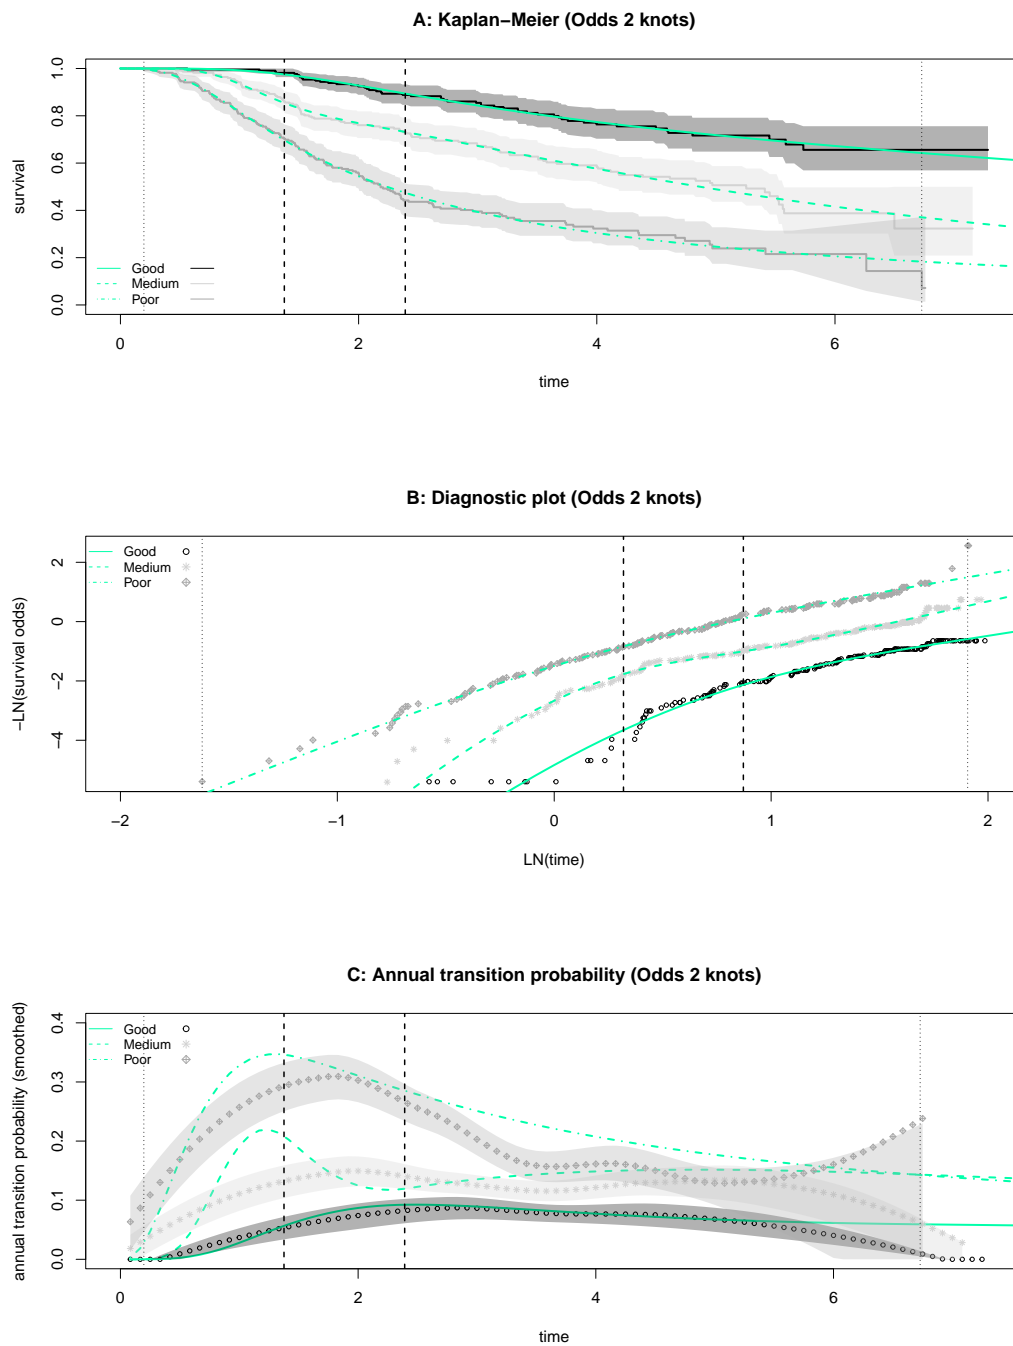 A: Kaplan−Meier (Odds 2 knots)
survival
1.0
0.8
0.6
0.4
0.2
0.0
Good
Medium
Poor
0 2 4 6
time
B: Diagnostic plot (Odds 2 knots)
−LN(survival odds)
2
0
−2
−4
Good
Medium
Poor
−2 −1 0 1 2
LN(time)
C: Annual transition probability (Odds 2 knots)
annual transition probability (smoothed)
0.4
0.3
0.2
0.1
0.0
Good
Medium
Poor
0 2 4 6
time